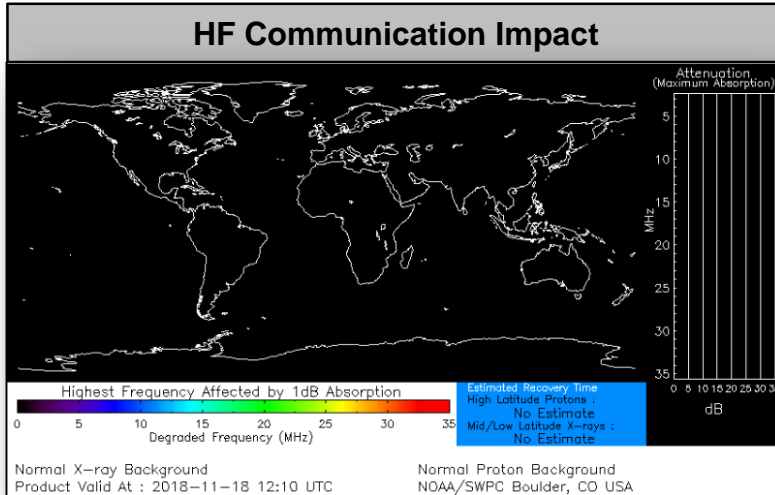 HF Communication Impact
Attenuation
(Maximum Absorption)
5
10
15
20
25
30
35
MHz
0 5 10 15 20 25 30
dB
Highest Frequency Affected by 1dB Absorption
0 5 10 15 20 25 30 35
Degraded Frequency (MHz)
Estimated Recovery Time
High Latitude Protons :
No Estimate
Mid/Low Latitude X-rays :
No Estimate
Normal X-ray Background
Product Valid At : 2018-11-18 12:10 UTC
Normal Proton Background
NOAA/SWPC Boulder, CO USA